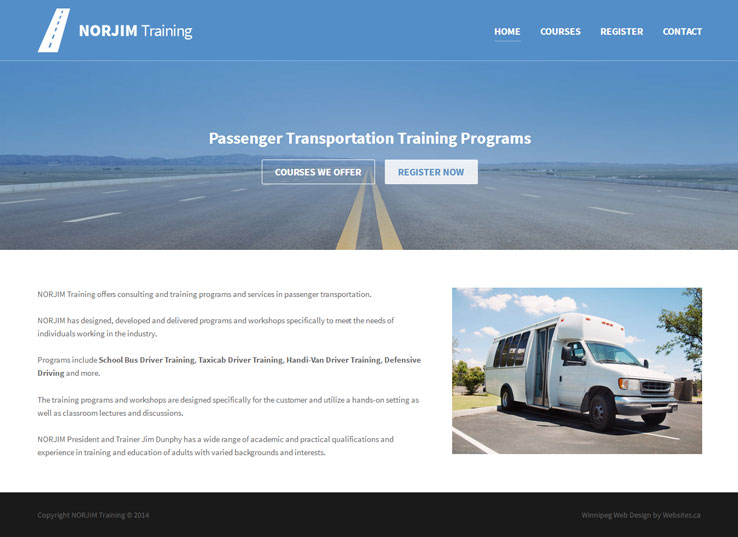 NORJIM Training
HOME COURSES REGISTER CONTACT
Passenger Transportation Training Programs
COURSES WE OFFER REGISTER NOW
NORJIM Training offers consulting and training programs and services in passenger transportation.
NORJIM has designed, developed and delivered programs and workshops specifically to meet the needs of
individuals working in the industry.
Programs include School Bus Driver Training, Taxicab Driver Training, Handi-Van Driver Training, Defensive
Driving and more.
The training programs and workshops are designed specifically for the customer and utilize a hands-on setting as
well as classroom lectures and discussions.
NORJIM President and Trainer Jim Dunphy has a wide range of academic and practical qualifications and
experience in training and education of adults with varied backgrounds and interests.
Copyright NORJIM Training © 2014
Winnipeg Web Design by Websites.ca